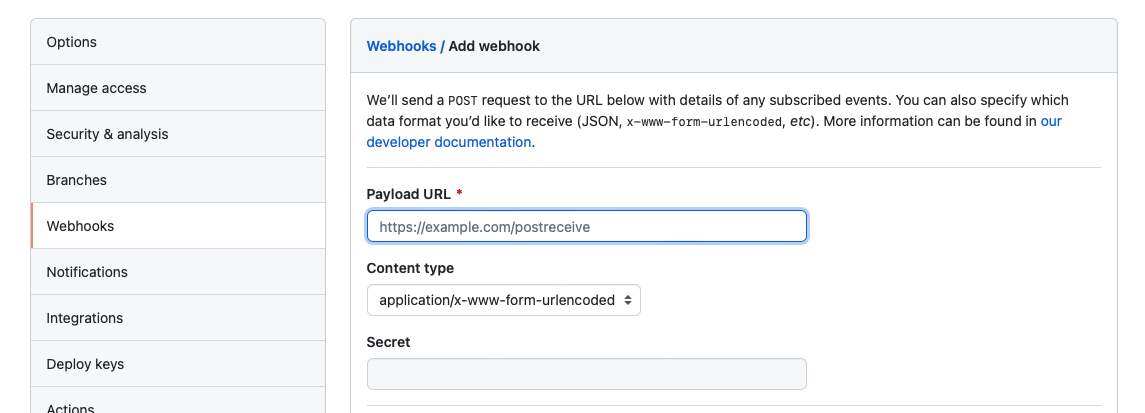 Options
Manage access
Security & analysis
Branches
Webhooks
Notifications
Integrations
Deploy keys
Actions
Webhooks / Add webhook
We’ll send a POST request to the URL below with details of any subscribed events. You can also specify which
data format you’d like to receive (JSON, x-www-form-urlencoded, etc). More information can be found in our
developer documentation.
Payload URL *
https://example.com/postreceive
Content type
application/x-www-form-urlencoded
Secret